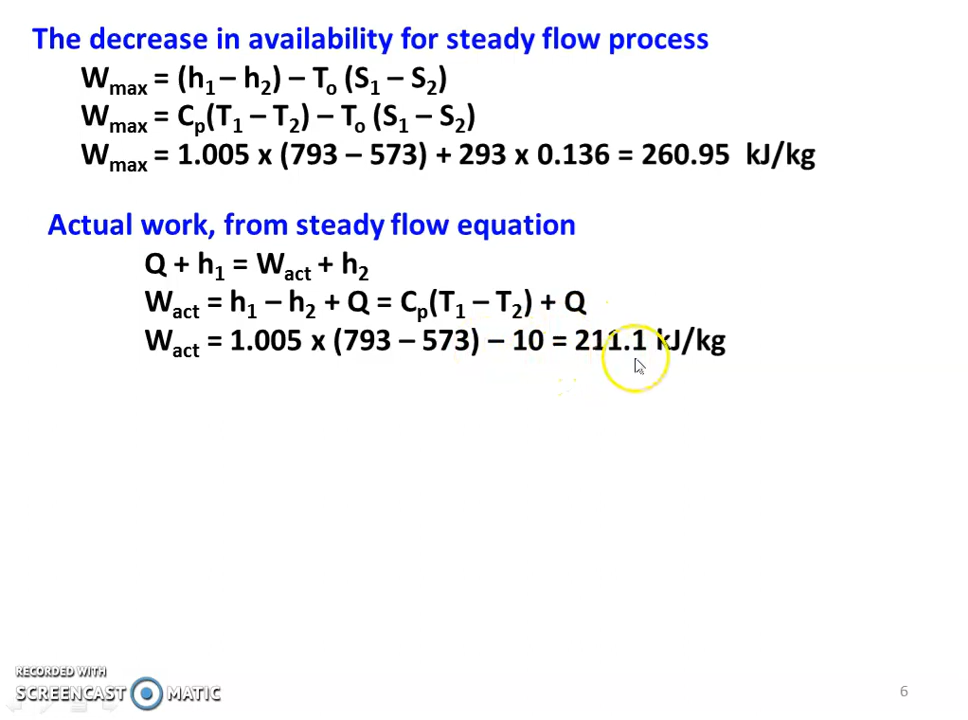 The decrease in availability for steady flow process
Wmax = (h1 – h2) – To (S1 – S2)
Wmax = Cp(T1 – T2) – To (S1 – S2)
Wmax = 1.005 x (793 – 573) + 293 x 0.136 = 260.95 kJ/kg
Actual work, from steady flow equation
Q + h1 = Wact + h2
Wact = h1 – h2 + Q = Cp(T1 – T2) + Q
Wact = 1.005 x (793 – 573) – 10 = 211.1 kJ/kg
RECORDED WITH
SCREENCAST MATIC
6